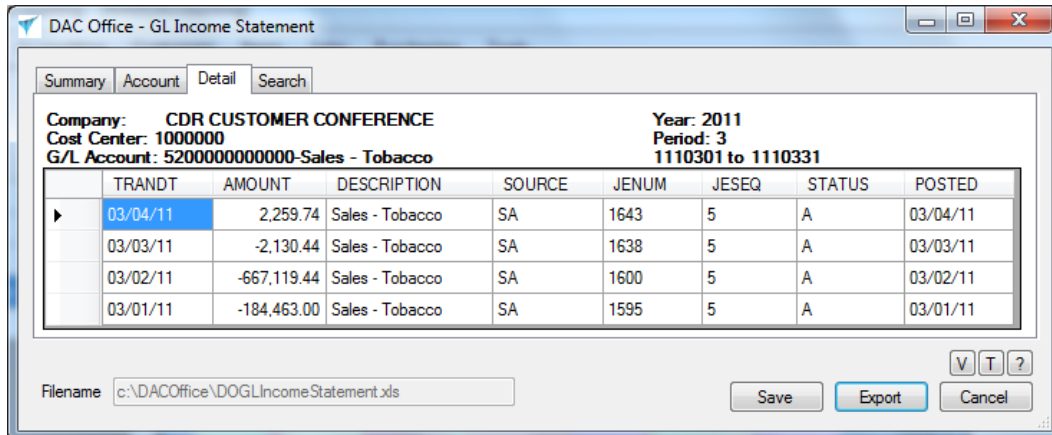 DAC Office - GL Income Statement
Summary Account Detail Search
Company: CDR CUSTOMER CONFERENCE Year: 2011
Cost Center: 1000000 Period: 3
G/L Account: 5200000000000-Sales - Tobacco 1110301 to 1110331
TRANDT AMOUNT DESCRIPTION SOURCE JENUM JESEQ STATUS POSTED
03/04/11 2,259.74 Sales - Tobacco SA 1643 5 A 03/04/11
03/03/11 -2,130.44 Sales - Tobacco SA 1638 5 A 03/03/11
03/02/11 -667,119.44 Sales - Tobacco SA 1600 5 A 03/02/11
03/01/11 -184,463.00 Sales - Tobacco SA 1595 5 A 03/01/11
V T ?
Filename c:\DACOffice\DOGLIncomeStatement.xls Save Export Cancel